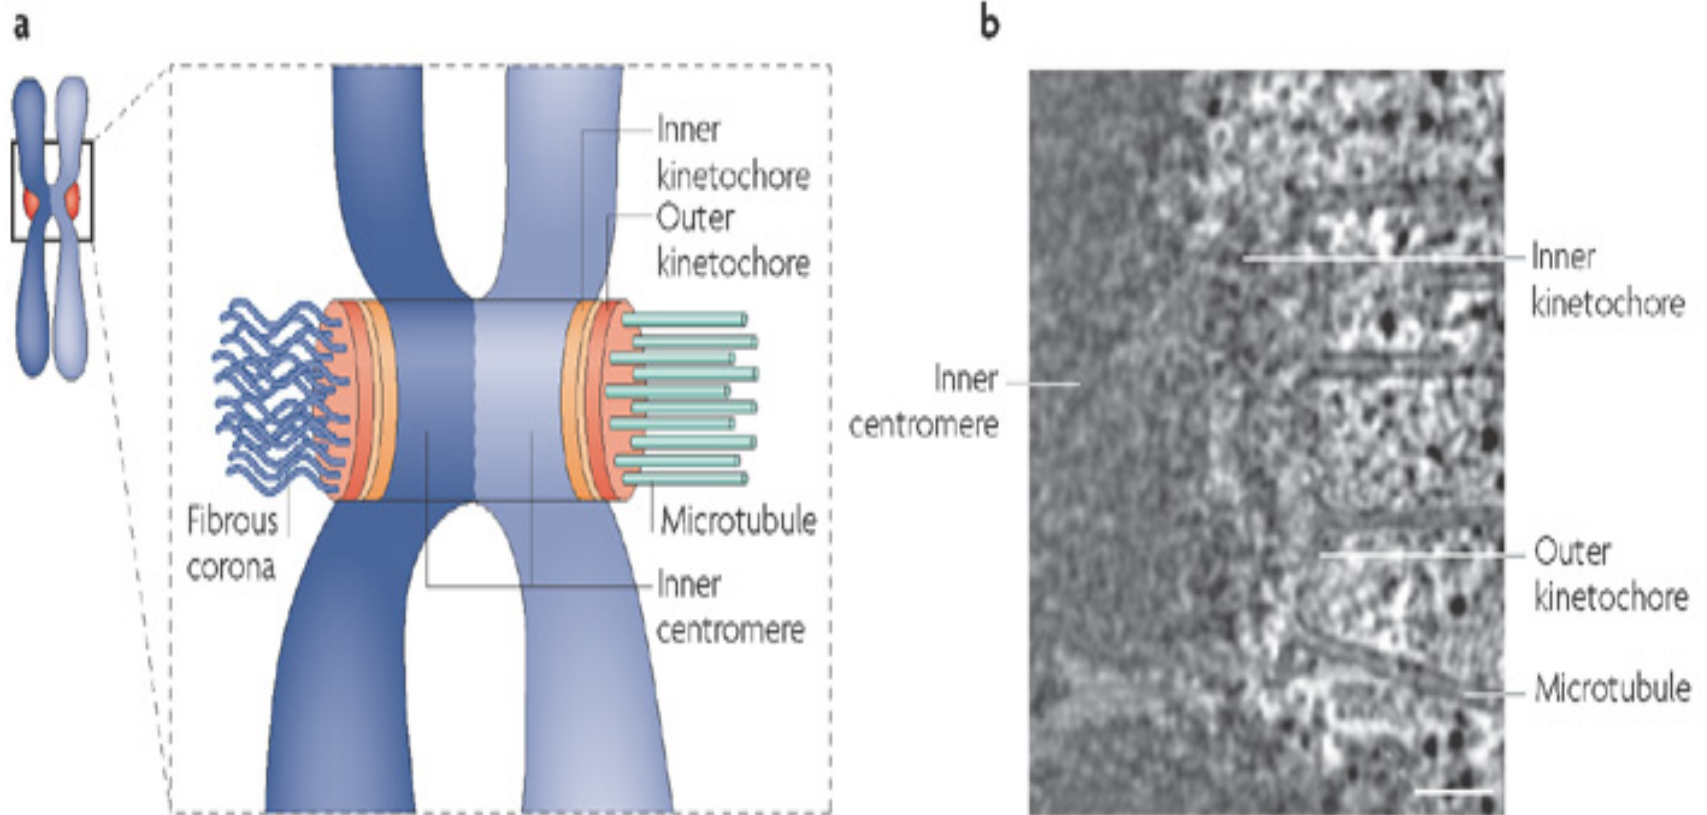 a
Inner
kinetochore
Outer
kinetochore
Fibrous
corona
Microtubule
Inner
centromere
b
Inner
kinetochore
Inner
centromere
Outer
kinetochore
Microtubule